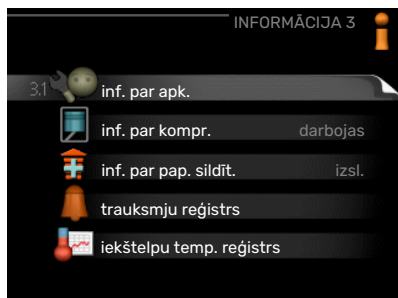 INFORMĀCIJA 3
3.1 inf. par apk.
inf. par kompr. darbojas
inf. par pap. sildīt. izsl.
trauksmju reģistrs
iekštelpu temp. reģistrs